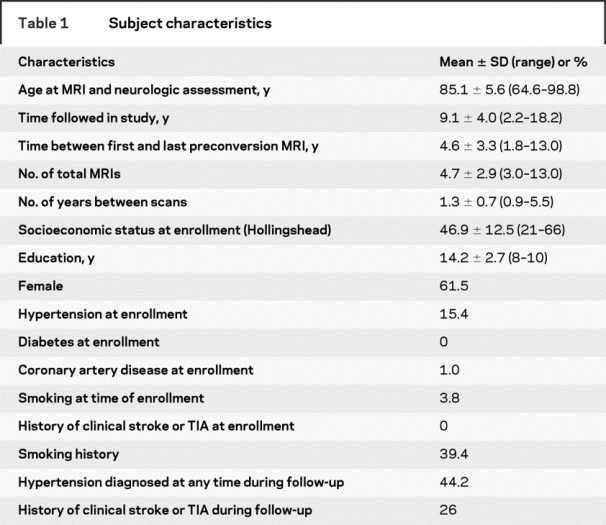 Table 1 Subject characteristics
Characteristics Mean ± SD (range) or %
Age at MRI and neurologic assessment, y 85.1 ± 5.6 (64.6–98.8)
Time followed in study, y 9.1 ± 4.0 (2.2–18.2)
Time between first and last preconversion MRI, y 4.6 ± 3.3 (1.8–13.0)
No. of total MRIs 4.7 ± 2.9 (3.0–13.0)
No. of years between scans 1.3 ± 0.7 (0.9–5.5)
Socioeconomic status at enrollment (Hollingshead) 46.9 ± 12.5 (21–66)
Education, y 14.2 ± 2.7 (8–10)
Female 61.5
Hypertension at enrollment 15.4
Diabetes at enrollment 0
Coronary artery disease at enrollment 1.0
Smoking at time of enrollment 3.8
History of clinical stroke or TIA at enrollment 0
Smoking history 39.4
Hypertension diagnosed at any time during follow-up 44.2
History of clinical stroke or TIA during follow-up 26